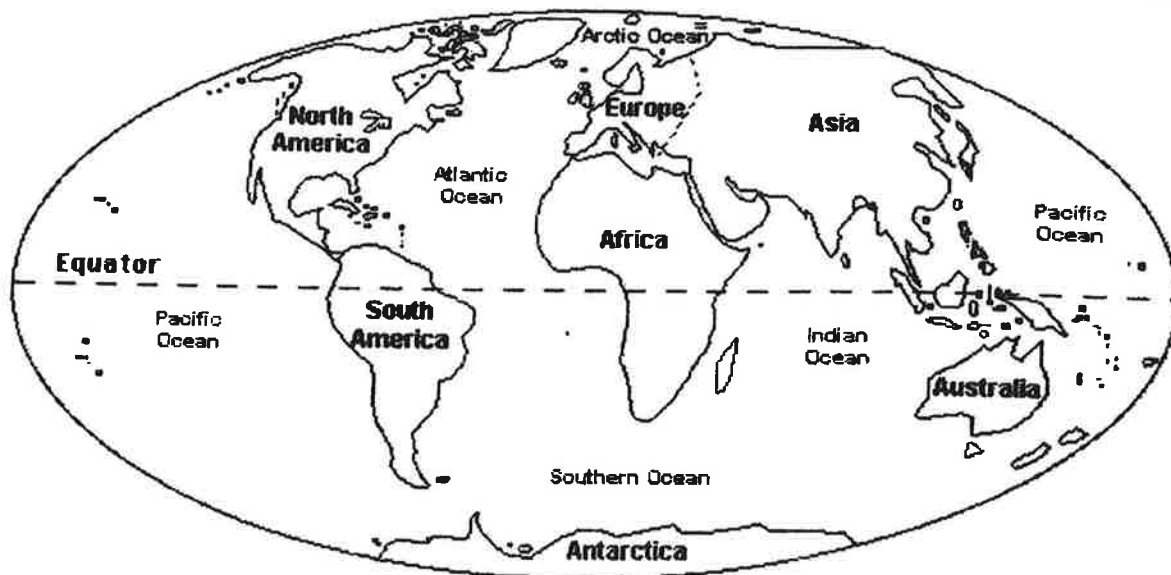 Arctic Ocean
North
America
Europe
Asia
Atlantic
Ocean
Pacific
Ocean
Africa
Equator
South
America
Pacific
Ocean
Indian
Ocean
Australia
Southern Ocean
Antarctica